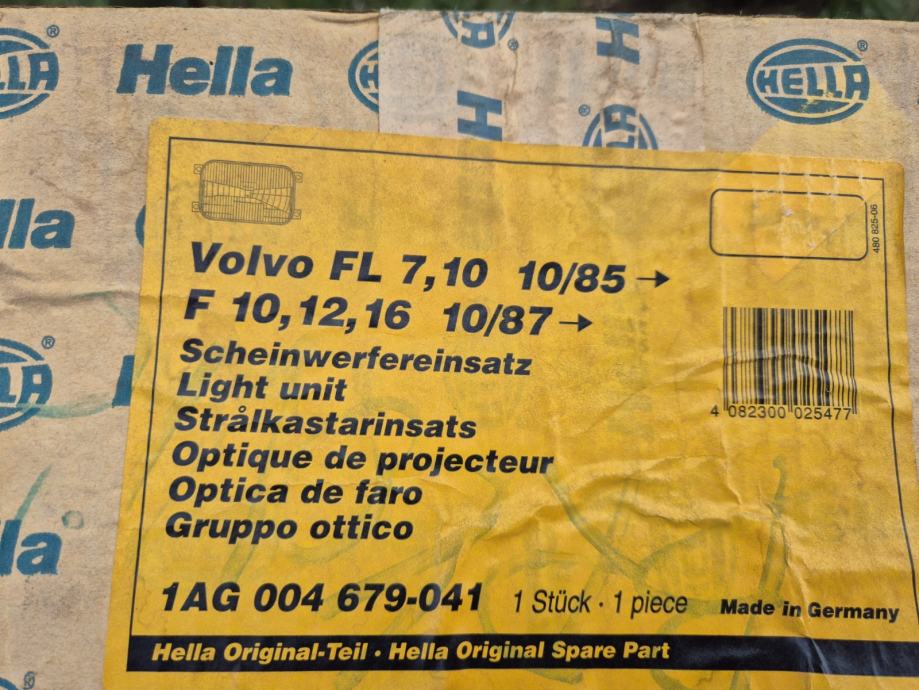 HELLA
Hella
HELLA
Hella
Volvo FL 7,10 10/85 →
F 10,12,16 10/87 →
Scheinwerfereinsatz
Light unit
Strålkastarinsats
Optique de projecteur
Optica de faro
Gruppo ottico
480 825-06
4 082300 025477
1AG 004 679-041 1 Stück · 1 piece Made in Germany
Hella Original-Teil · Hella Original Spare Part